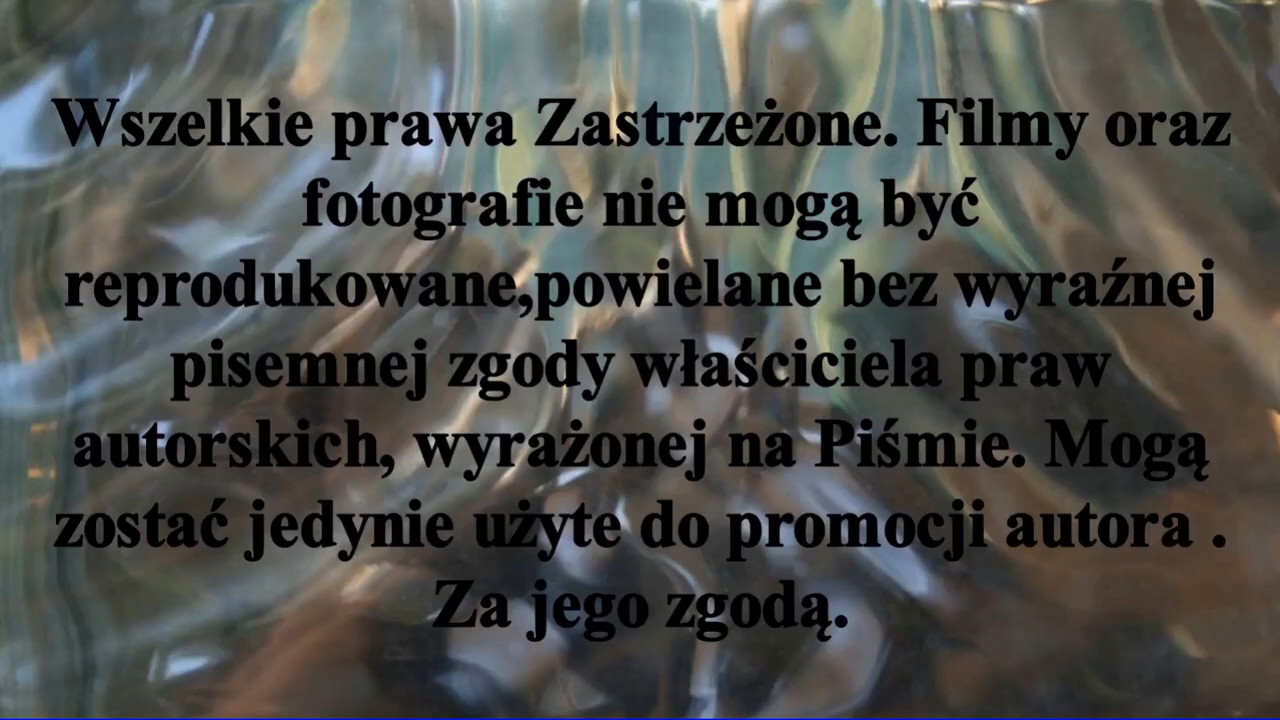 Wszelkie prawa Zastrzeżone. Filmy oraz
fotografie nie mogą być
reprodukowane,powielane bez wyraźnej
pisemnej zgody właściciela praw
autorskich, wyrażonej na Piśmie. Mogą
zostać jedynie użyte do promocji autora .
Za jego zgodą.